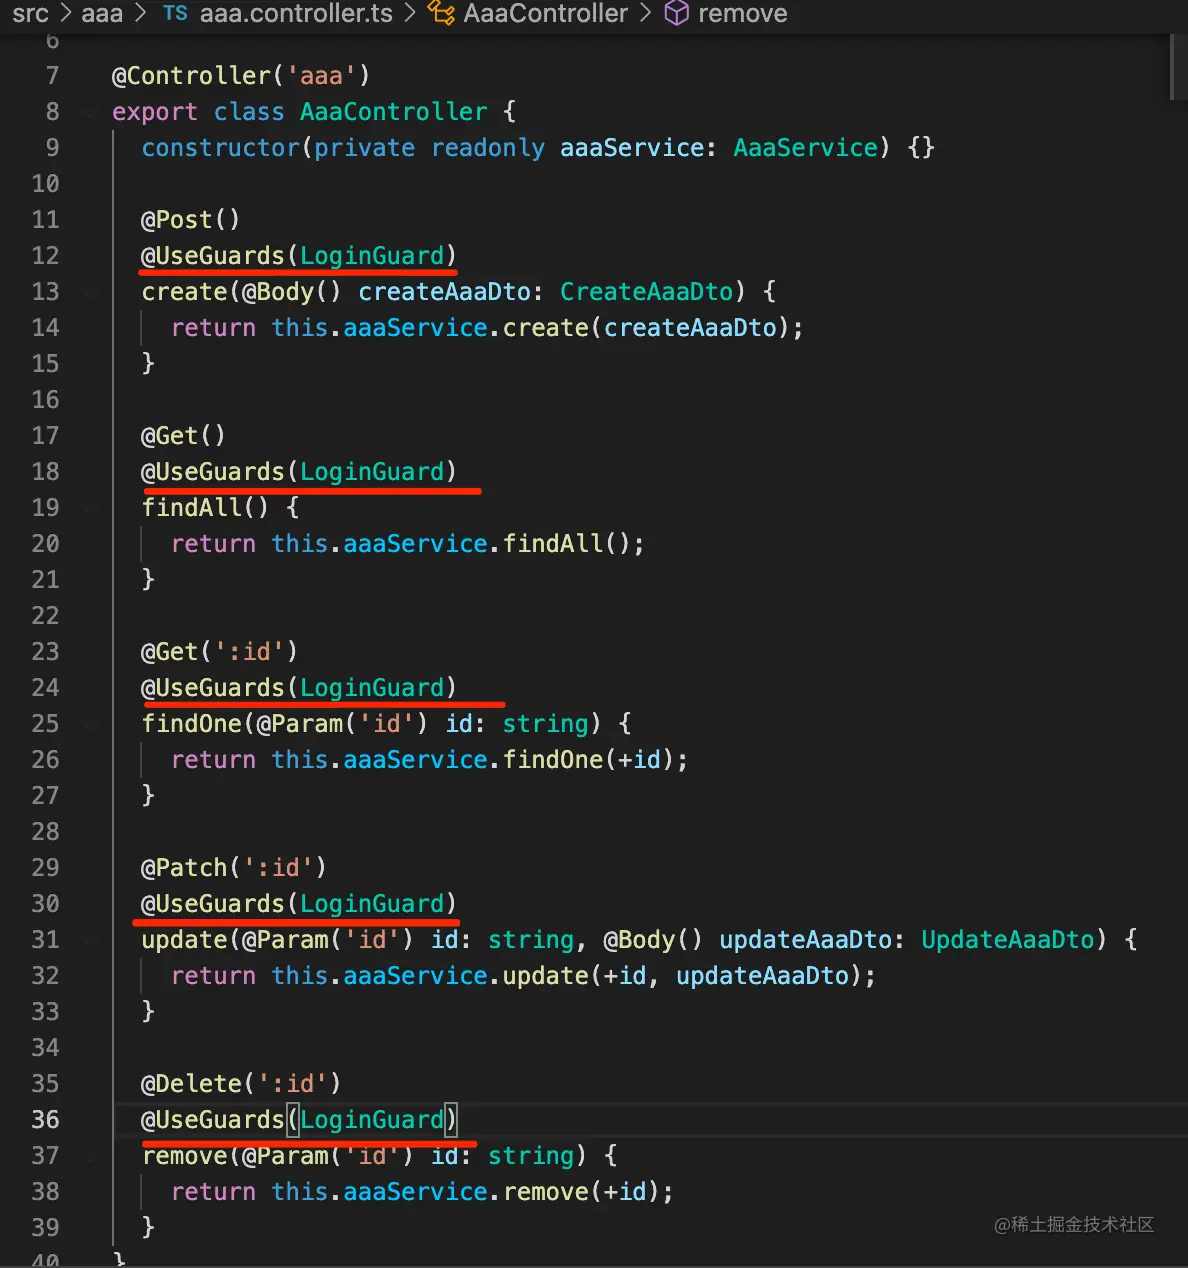 src > aaa > TS aaa.controller.ts > AaaController > remove
6
7 @Controller('aaa')
8 export class AaaController {
9 constructor(private readonly aaaService: AaaService) {}
10
11 @Post()
12 @UseGuards(LoginGuard)
13 create(@Body() createAaaDto: CreateAaaDto) {
14 return this.aaaService.create(createAaaDto);
15 }
16
17 @Get()
18 @UseGuards(LoginGuard)
19 findAll() {
20 return this.aaaService.findAll();
21 }
22
23 @Get(':id')
24 @UseGuards(LoginGuard)
25 findOne(@Param('id') id: string) {
26 return this.aaaService.findOne(+id);
27 }
28
29 @Patch(':id')
30 @UseGuards(LoginGuard)
31 update(@Param('id') id: string, @Body() updateAaaDto: UpdateAaaDto) {
32 return this.aaaService.update(+id, updateAaaDto);
33 }
34
35 @Delete(':id')
36 @UseGuards(LoginGuard)
37 remove(@Param('id') id: string) {
38 return this.aaaService.remove(+id);
39 }
40 }
@稀土掘金技术社区